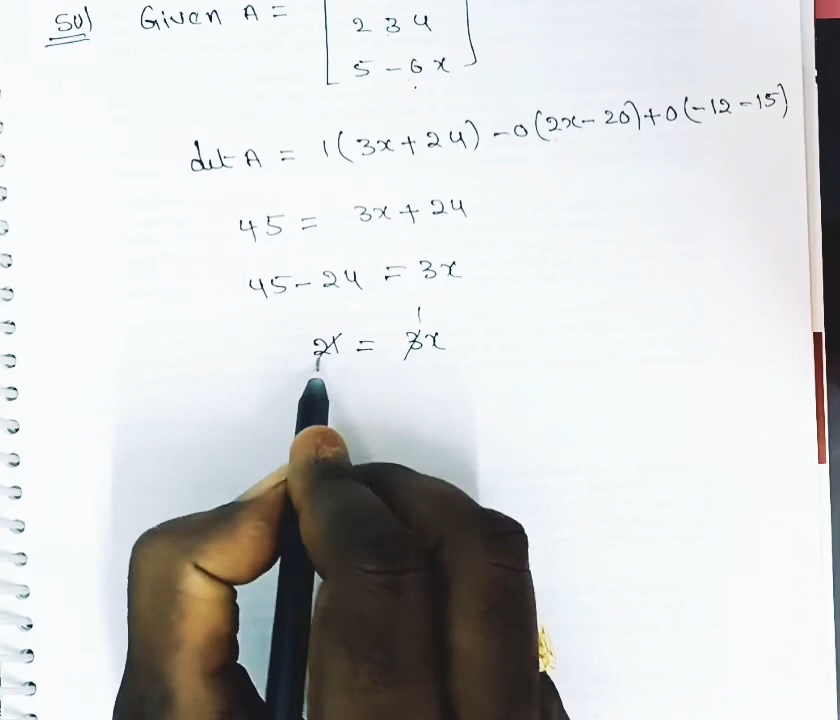 Sol Given A =
2 3 4
5 -6 x
det A = 1(3x+24) -0(2x-20)+0(-12-15)
45 = 3x+24
45-24 = 3x
1
21 = 3x